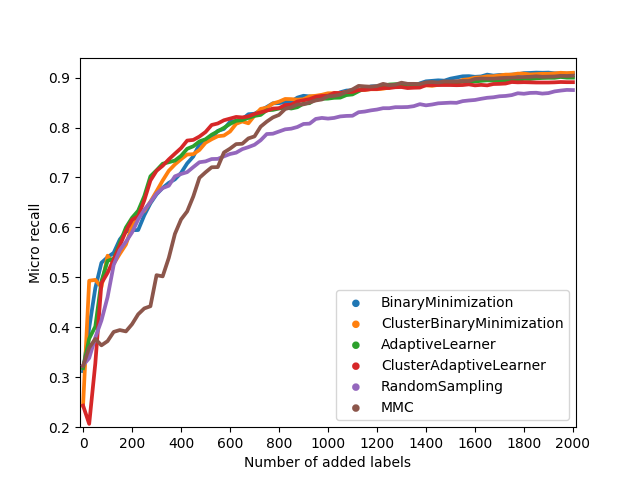 0.9
0.8
0.7
0.6
0.5
0.4
0.3
0.2
Micro recall
0 200 400 600 800 1000 1200 1400 1600 1800 2000
Number of added labels
BinaryMinimization
ClusterBinaryMinimization
AdaptiveLearner
ClusterAdaptiveLearner
RandomSampling
MMC